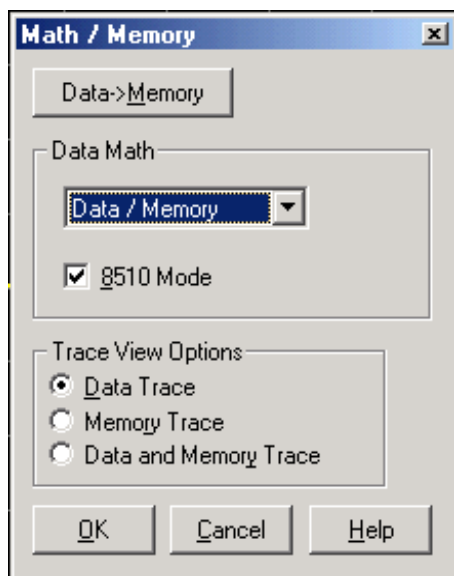 Math / Memory
Data->Memory
Data Math
Data / Memory
8510 Mode
Trace View Options
Data Trace
Memory Trace
Data and Memory Trace
OK Cancel Help